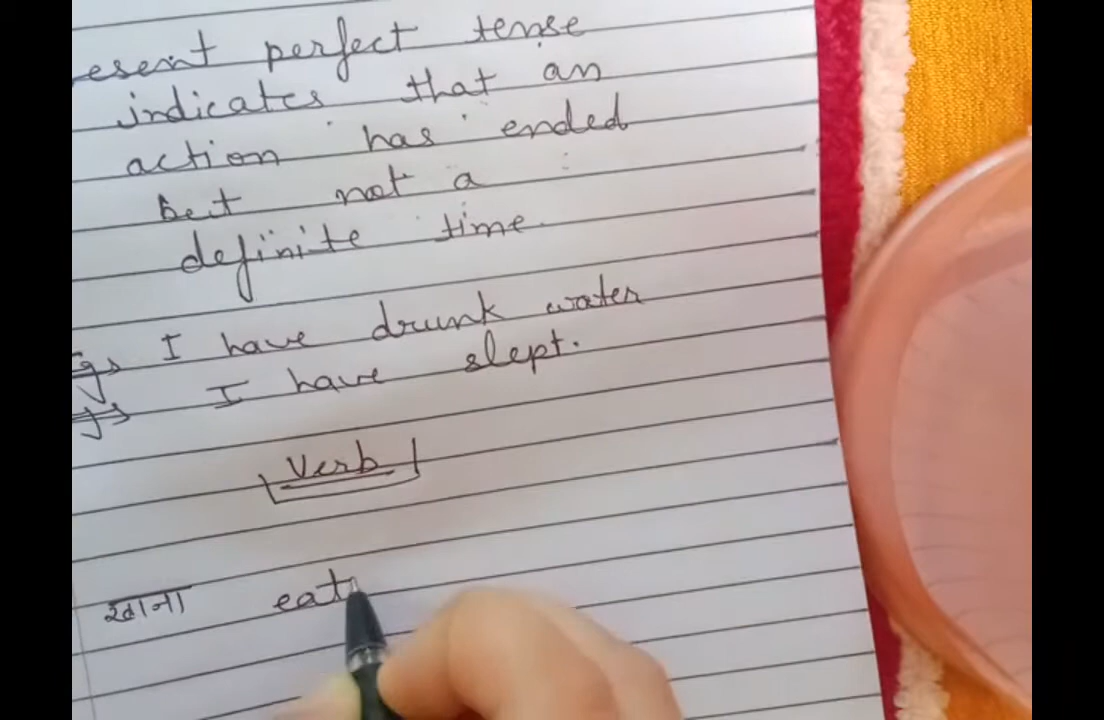 esent perfect tense
indicates that an
action has ended
but not a
definite time
I have drunk water
I have slept.
Verb
खाना eat